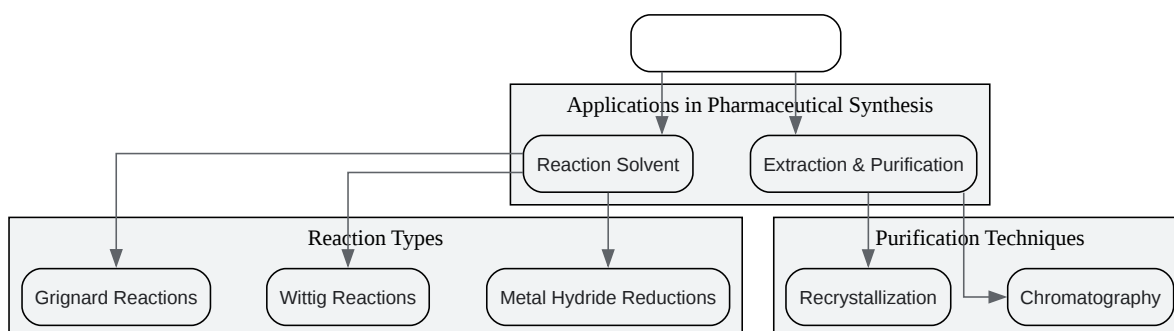 Applications in Pharmaceutical Synthesis
Reaction Solvent
Extraction & Purification
Reaction Types
Purification Techniques
Grignard Reactions
Wittig Reactions
Metal Hydride Reductions
Recrystallization
Chromatography